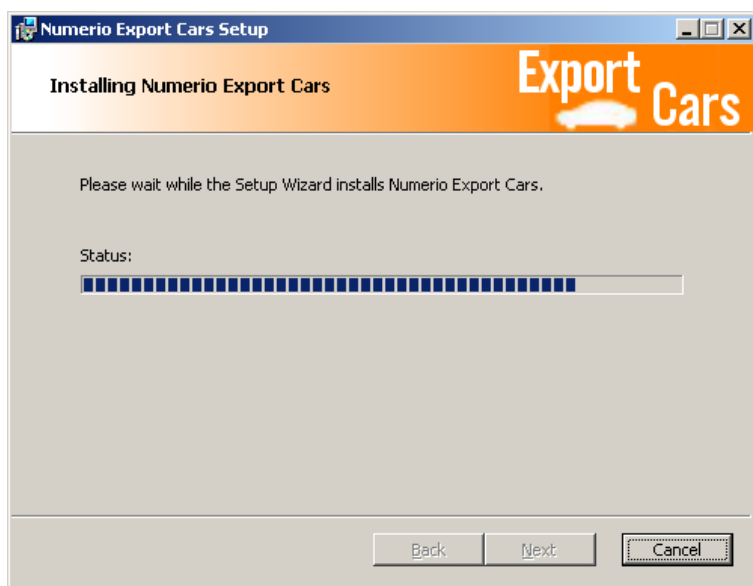 Numerio Export Cars Setup
Installing Numerio Export Cars
Export
Cars
Please wait while the Setup Wizard installs Numerio Export Cars.
Status:
Back
Next
Cancel